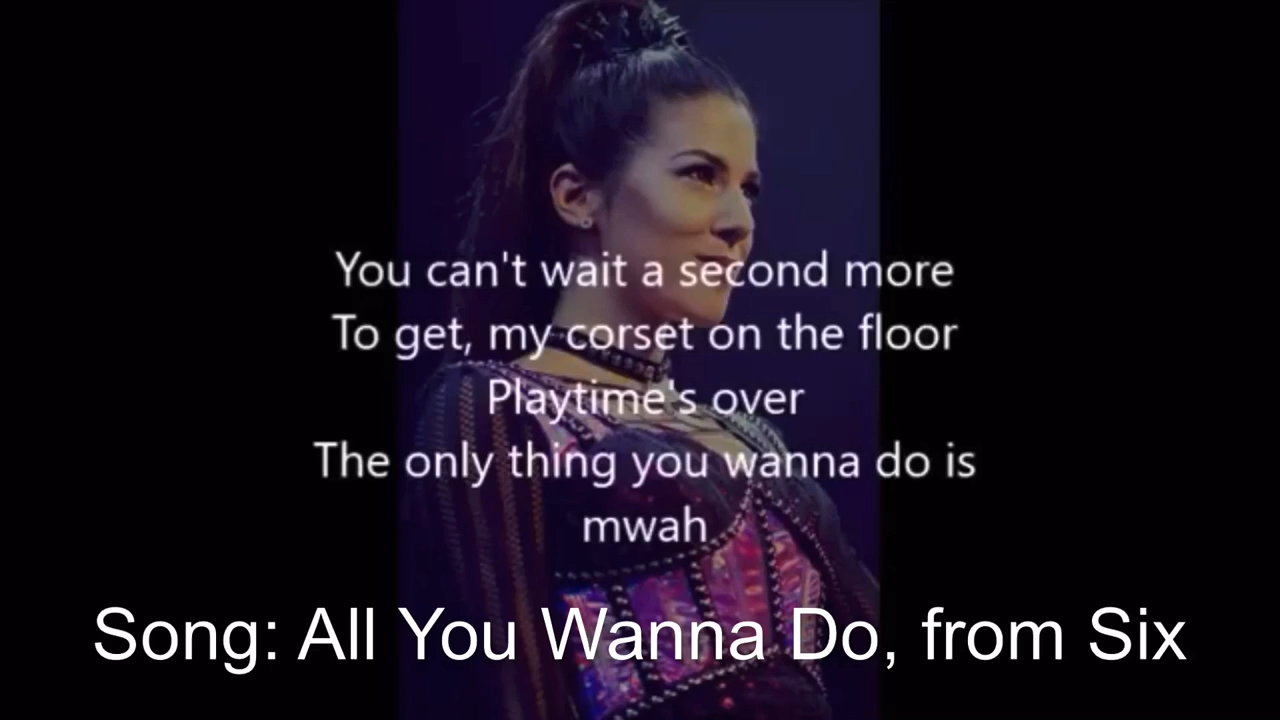 You can't wait a second more
To get, my corset on the floor
Playtime's over
The only thing you wanna do is
mwah
Song: All You Wanna Do, from Six